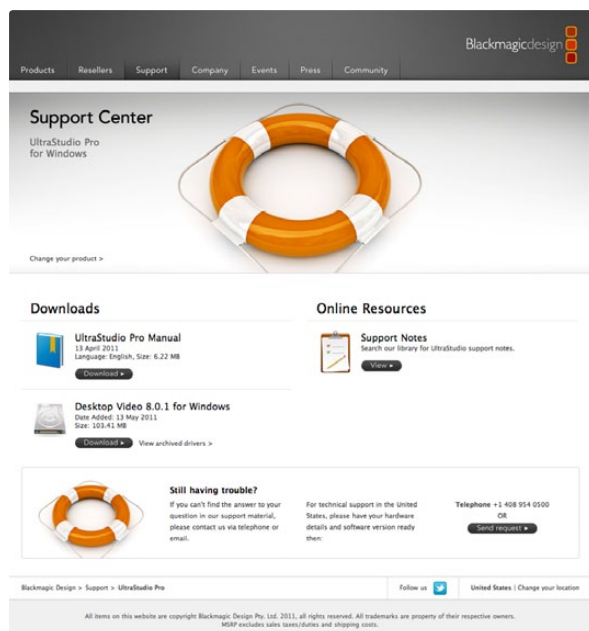 Blackmagicdesign
Products Resellers Support Company Events Press Community
Support Center
UltraStudio Pro
for Windows
Change your product >
Downloads
UltraStudio Pro Manual
13 April 2011
Language: English, Size: 6.22 MB
Download
Desktop Video 8.0.1 for Windows
Date Added: 13 May 2011
Size: 103.41 MB
Download View archived drivers >
Online Resources
Support Notes
Search our library for UltraStudio support notes.
View
Still having trouble?
If you can't find the answer to your
question in our support material,
please contact us via telephone or
email.
For technical support in the United
States, please have your hardware
details and software version ready
then:
Telephone +1 408 954 0500
OR
Send request
Blackmagic Design > Support > UltraStudio Pro
Follow us
United States | Change your location
All items on this website are copyright Blackmagic Design Pty. Ltd. 2011, all rights reserved. All trademarks are property of their respective owners.
MSRP excludes sales taxes/duties and shipping costs.